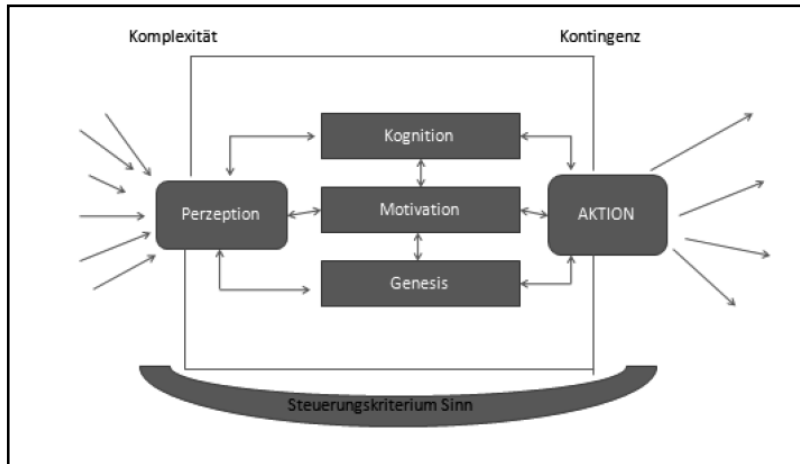 Komplexität
Kontingenz
Kognition
Perzeption
Motivation
AKTION
Genesis
Steuerungskriterium Sinn